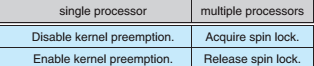 single processor multiple processors
Disable kernel preemption. Acquire spin lock.
Enable kernel preemption. Release spin lock.